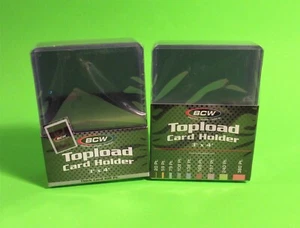 BCW
Topload
Card Holder
3" x 4"
BCW
Topload
Card Holder
3" x 4"